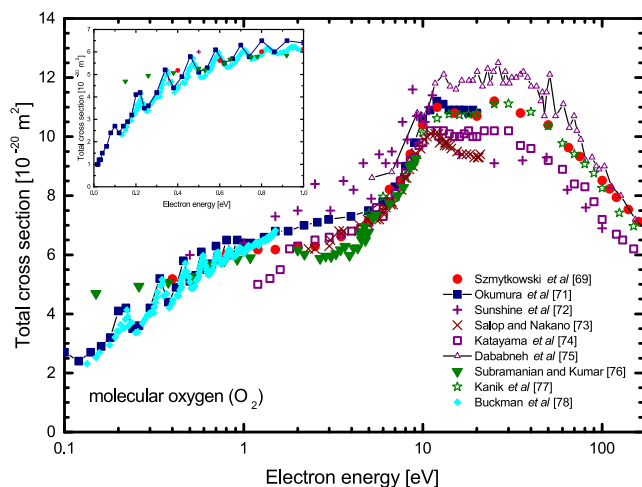 6
5
4
3
2
1
0
0.0 0.2 0.4 0.6 0.8 1.0
Total cross section [10⁻²⁰ m²]
Electron energy [eV]
14
12
10
8
6
4
2
0
Total cross section [10⁻²⁰ m²]
Szmytkowski et al [69]
Okumura et al [71]
Sunshine et al [72]
Salop and Nakano [73]
Katayama et al [74]
Dababneh et al [75]
Subramanian and Kumar [76]
Kanik et al [77]
Buckman et al [78]
molecular oxygen (O₂)
0.1 1 10 100
Electron energy [eV]